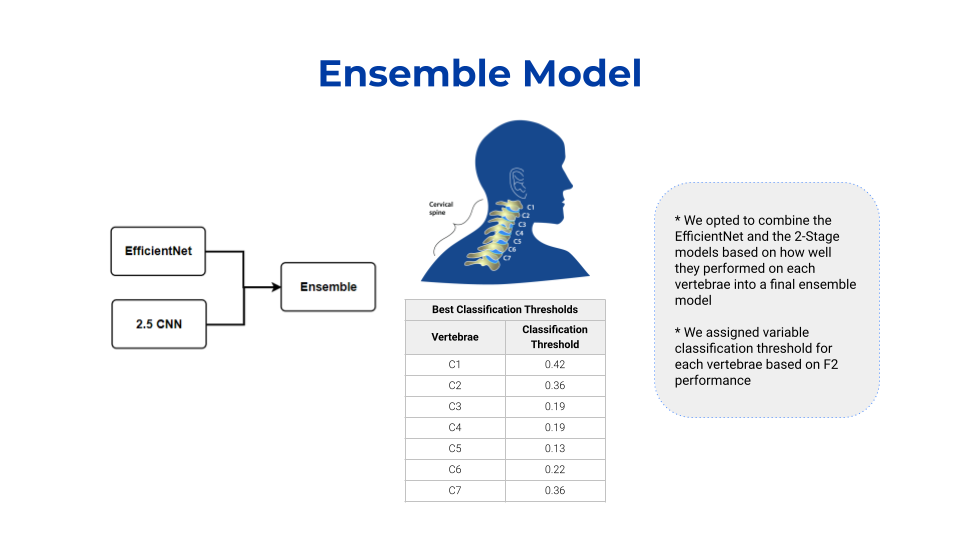 Ensemble Model
EfficientNet
2.5 CNN
Ensemble
Cervical
spine
C1
C2
C3
C4
C5
C6
C7
Best Classification Thresholds
Vertebrae Classification
Threshold
C1 0.42
C2 0.36
C3 0.19
C4 0.19
C5 0.13
C6 0.22
C7 0.36
* We opted to combine the
EfficientNet and the 2-Stage
models based on how well
they performed on each
vertebrae into a final ensemble
model
* We assigned variable
classification threshold for
each vertebrae based on F2
performance